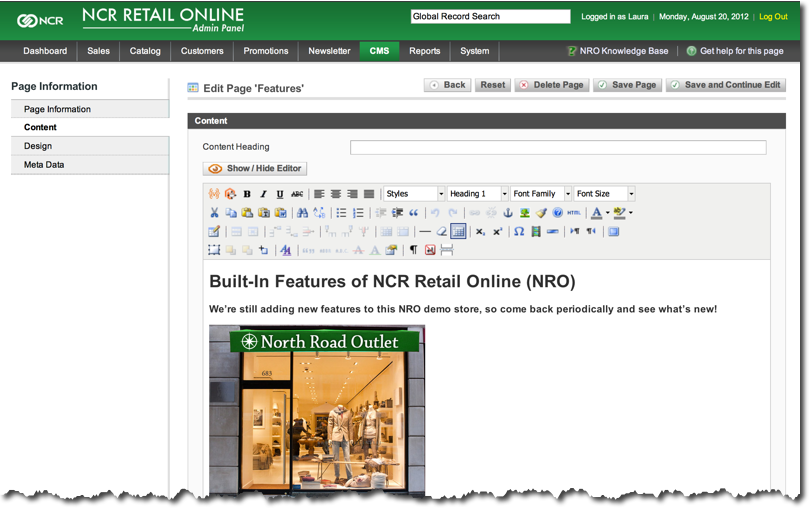 NCR
NCR RETAIL ONLINE
Admin Panel
Global Record Search
Logged in as Laura | Monday, August 20, 2012 | Log Out
Dashboard Sales Catalog Customers Promotions Newsletter CMS Reports System NRO Knowledge Base | Get help for this page
Page Information
Page Information
Content
Design
Meta Data
Edit Page 'Features'
Back Reset Delete Page Save Page Save and Continue Edit
Content
Content Heading
Show / Hide Editor
B I U ABC Styles Heading 1 Font Family Font Size
HTML A
x₂ x² Ω
A A A
Built-In Features of NCR Retail Online (NRO)
We're still adding new features to this NRO demo store, so come back periodically and see what's new!
North Road Outlet
683